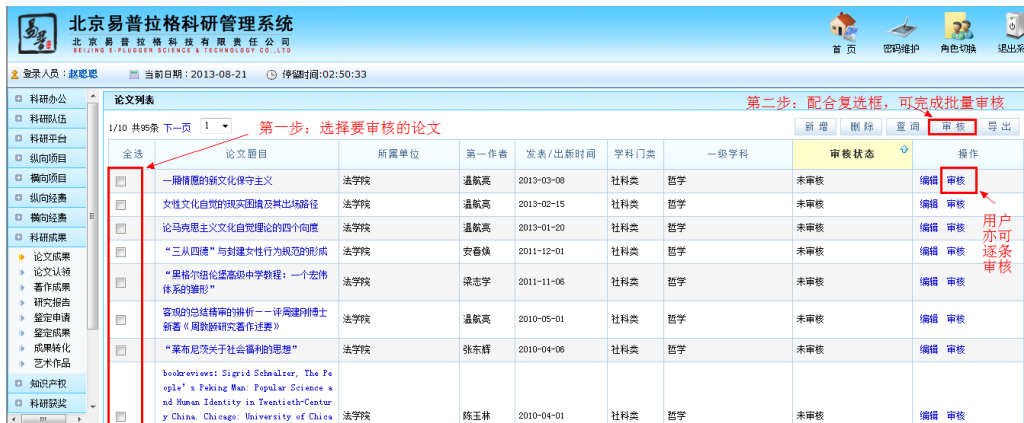 北京易普拉格科研管理系统
北京易普拉格科技有限责任公司
BEIJING E-PLUGGER SCIENCE & TECHNOLOGY CO.,LTD
易普
首 页
密码维护
角色切换
退出系
登录人员：赵聪聪
当前日期：2013-08-21
停留时间:02:50:33
科研办公
科研队伍
科研平台
纵向项目
横向项目
纵向经费
横向经费
科研成果
论文成果
论文认领
著作成果
研究报告
鉴定申请
鉴定成果
成果转化
艺术作品
知识产权
科研获奖
论文列表
第二步：配合复选框，可完成批量审核
1/10 共95条 下一页 1
第一步：选择要审核的论文
新 增 删 除 查 询 审 核 导 出
全选 论文题目 所属单位 第一作者 发表/出版时间 学科门类 一级学科 审核状态 操作
一厢情愿的新文化保守主义 法学院 温航亮 2013-03-08 社科类 哲学 未审核 编辑 审核
女性文化自觉的现实困境及其出场路径 法学院 温航亮 2013-02-15 社科类 哲学 未审核 编辑 审核
论马克思主义文化自觉理论的四个向度 法学院 温航亮 2013-01-20 社科类 哲学 未审核 编辑 审核
“三从四德”与封建女性行为规范的形成 法学院 安春焕 2011-12-01 社科类 哲学 未审核 编辑 审核
“黑格尔纽伦堡高级中学教程：一个宏伟
体系的雏形” 法学院 梁志学 2011-11-06 社科类 哲学 未审核 编辑 审核
客观的总结精审的辨析－－评周建刚博士
新著《周敦颐研究著作述要》 法学院 温航亮 2010-05-01 社科类 哲学 未审核 编辑 审核
“莱布尼茨关于社会福利的思想” 法学院 张东辉 2010-04-06 社科类 哲学 未审核 编辑 审核
bookreviews: Sigrid Schmalzer, The Pe
ople’s Peking Man: Popular Science a
nd Human Identity in Twentieth-Centur
y China. Chicago: University of Chica 法学院 陈玉林 2010-04-01 社科类 哲学 未审核 编辑 审核
用户
亦可
逐条
审核